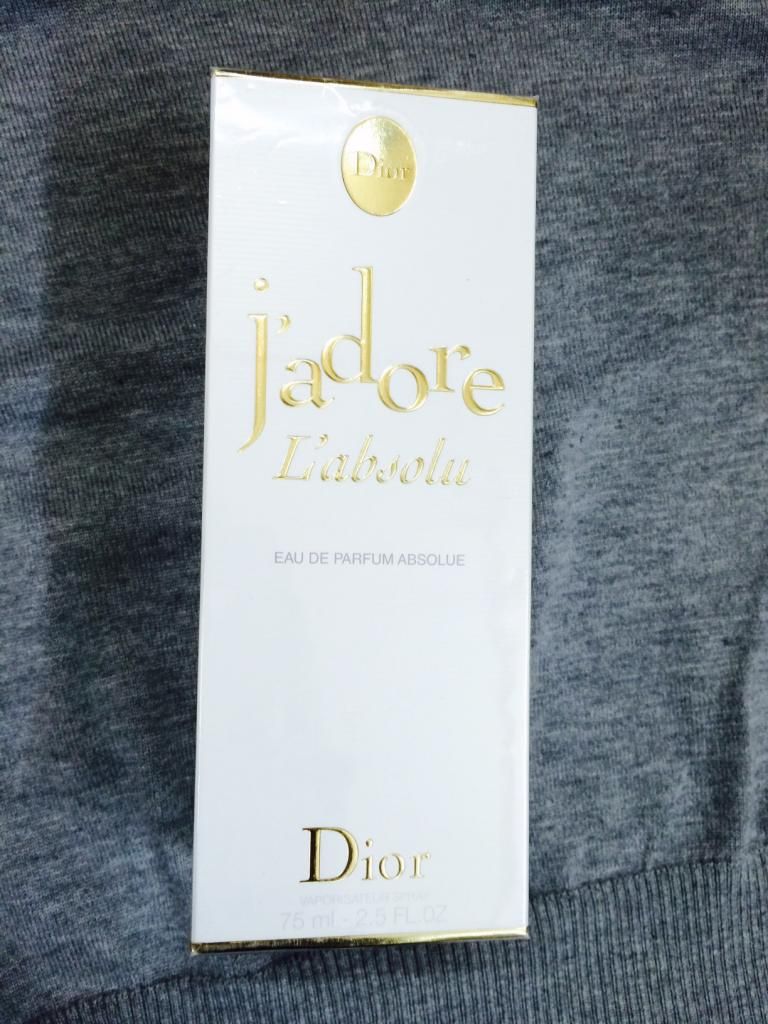 Dior
j'adore
L'absolu
EAU DE PARFUM ABSOLUE
Dior
VAPORISATEUR SPRAY
75 ml - 2.5 FL.OZ